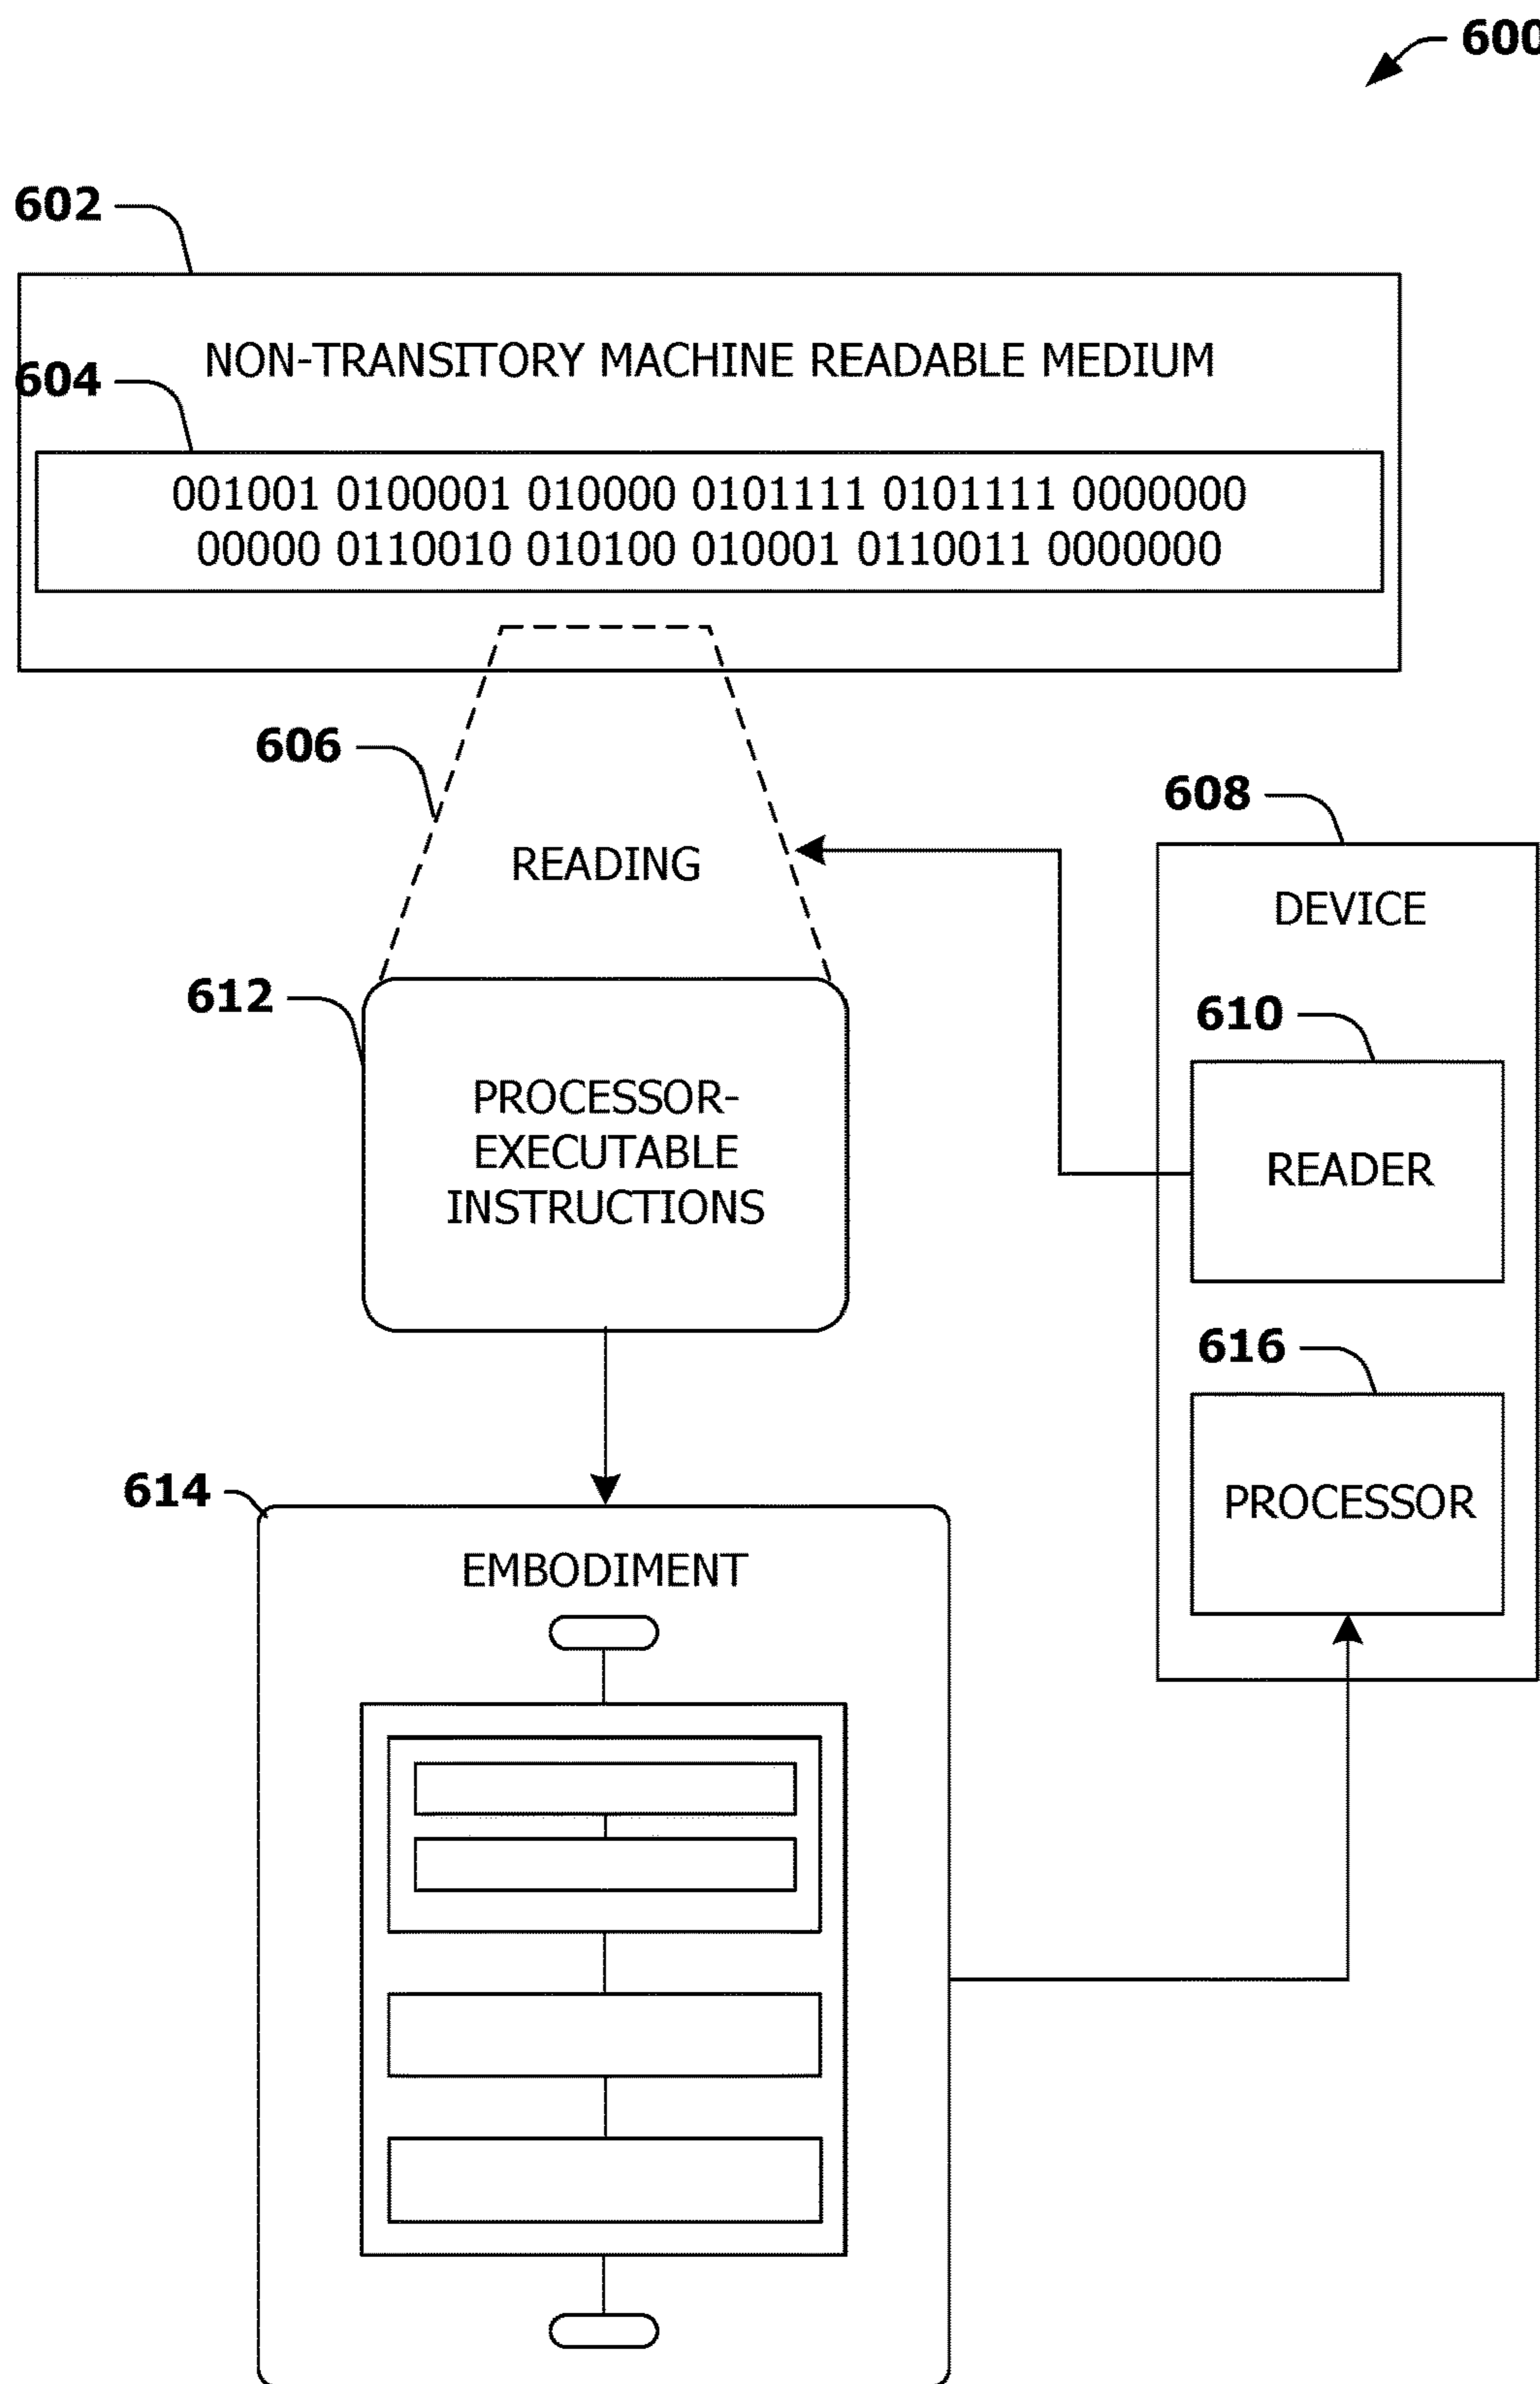 600
602
NON-TRANSITORY MACHINE READABLE MEDIUM
604
001001 0100001 010000 0101111 0101111 0000000
00000 0110010 010100 010001 0110011 0000000
606
READING
608
DEVICE
610
READER
612
PROCESSOR-
EXECUTABLE
INSTRUCTIONS
616
PROCESSOR
614
EMBODIMENT